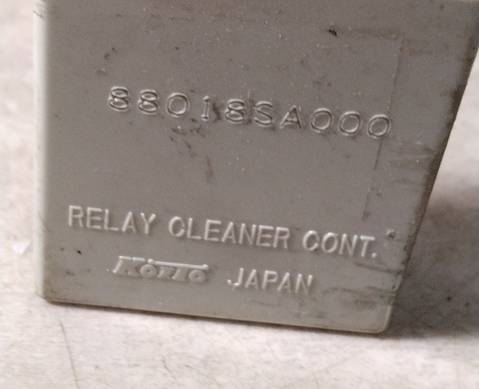 88018SA000
RELAY CLEANER CONT.
KOITO JAPAN